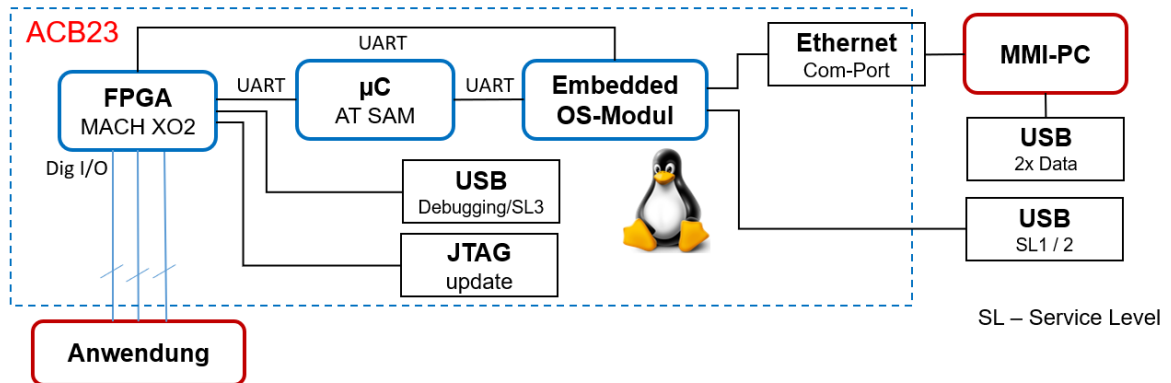 ACB23
UART
Ethernet
Com-Port
MMI-PC
FPGA
MACH XO2
UART
µC
AT SAM
UART
Embedded
OS-Modul
USB
2x Data
Dig I/O
USB
Debugging/SL3
USB
SL1 / 2
JTAG
update
SL – Service Level
Anwendung